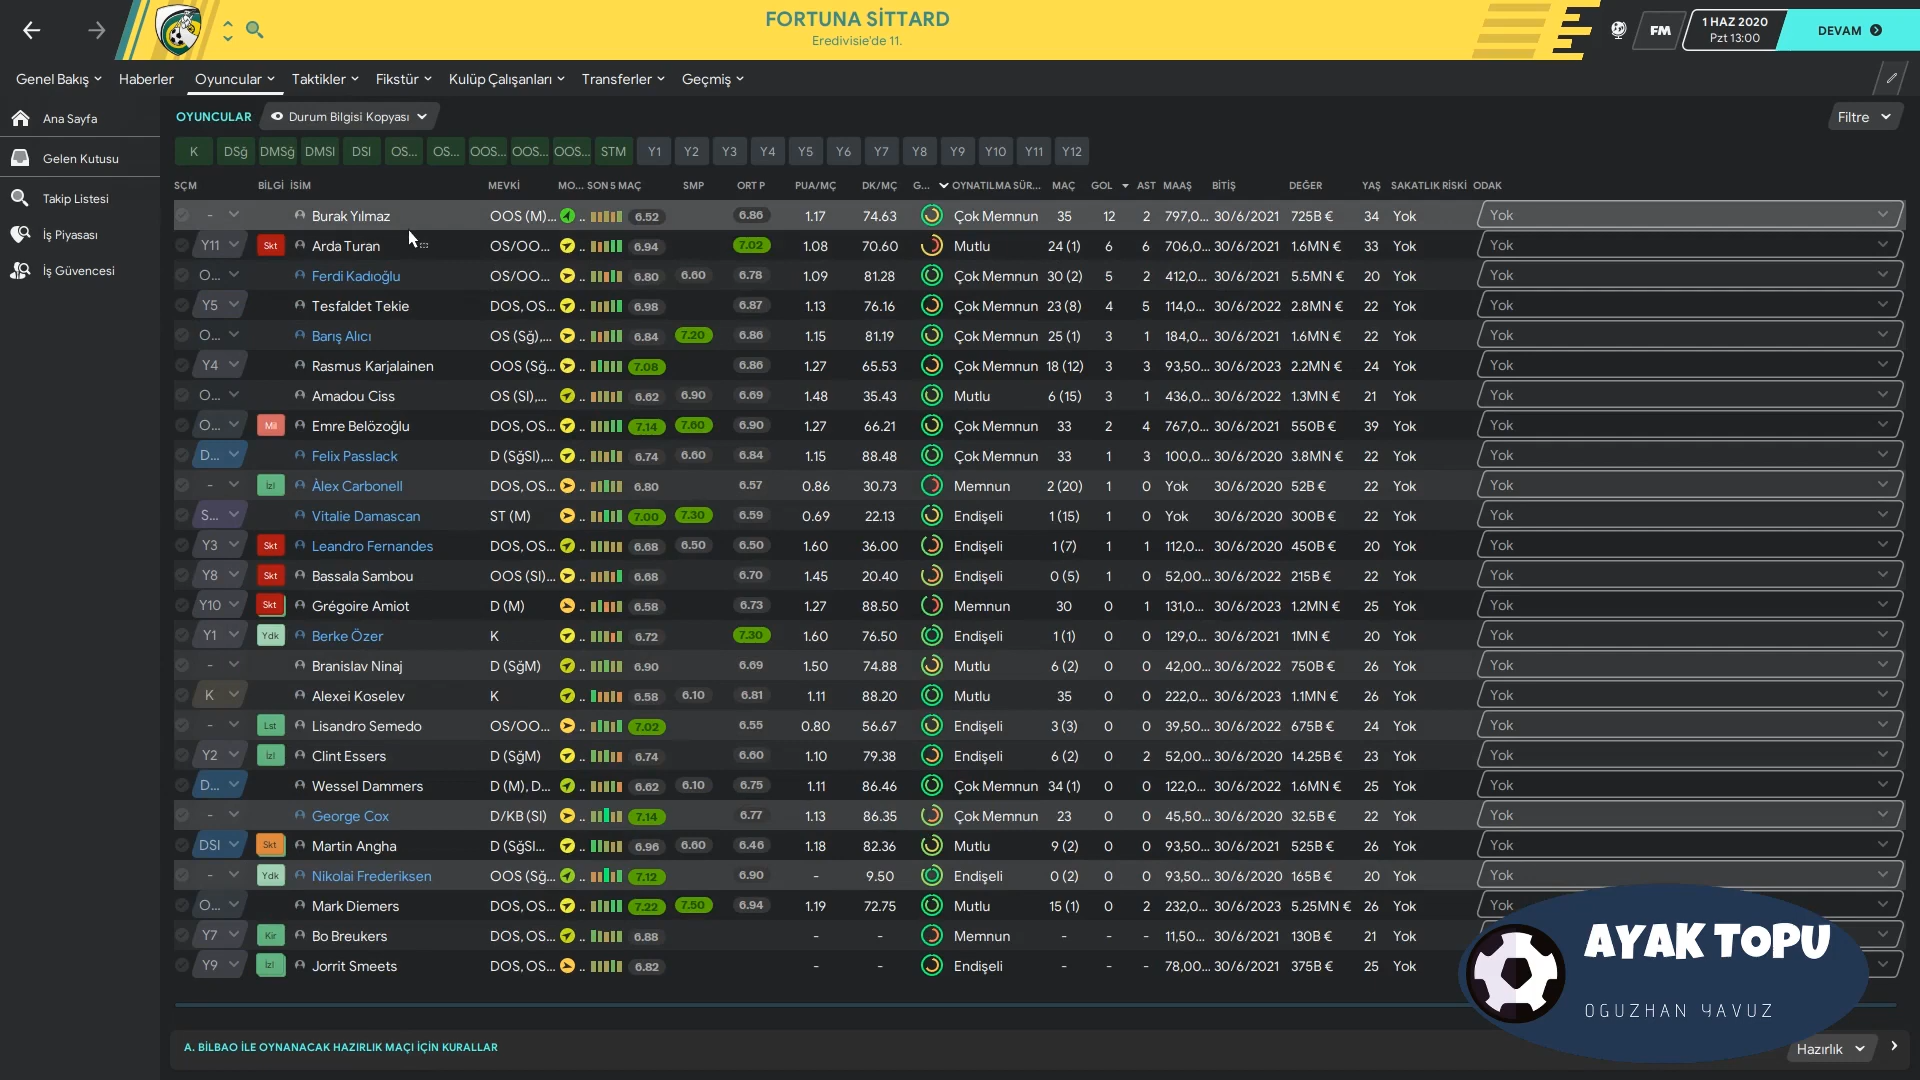 FORTUNA SİTTARD
Eredivisie'de 11.
FM
1 HAZ 2020
Pzt 13:00
DEVAM
Genel Bakış Haberler Oyuncular Taktikler Fikstür Kulüp Çalışanları Transferler Geçmiş
Ana Sayfa
Gelen Kutusu
Takip Listesi
İş Piyasası
İş Güvencesi
OYUNCULAR Durum Bilgisi Kopyası Filtre
K DSğ DMSğ DMSl DSl OS... OS... OOS... OOS... OOS... STM Y1 Y2 Y3 Y4 Y5 Y6 Y7 Y8 Y9 Y10 Y11 Y12
SÇM BİLGİ İSİM MEVKİ MO... SON 5 MAÇ SMP ORT P PUA/MÇ DK/MÇ G... OYNATILMA SÜR... MAÇ GOL AST MAAŞ BİTİŞ DEĞER YAŞ SAKATLIK RİSKİ ODAK
- Burak Yılmaz OOS (M)... .. 6.52 6.86 1.17 74.63 Çok Memnun 35 12 2 797,0... 30/6/2021 725B € 34 Yok Yok
Y11 Skt Arda Turan OS/OO... .. 6.94 7.02 1.08 70.60 Mutlu 24 (1) 6 6 706,0... 30/6/2021 1.6MN € 33 Yok Yok
O... Ferdi Kadıoğlu OS/OO... .. 6.80 6.60 6.78 1.09 81.28 Çok Memnun 30 (2) 5 2 412,0... 30/6/2021 5.5MN € 20 Yok Yok
Y5 Tesfaldet Tekie DOS, OS... .. 6.98 6.87 1.13 76.16 Çok Memnun 23 (8) 4 5 114,0... 30/6/2022 2.8MN € 22 Yok Yok
O... Barış Alıcı OS (Sğ),... .. 6.84 7.20 6.86 1.15 81.19 Çok Memnun 25 (1) 3 1 184,0... 30/6/2021 1.6MN € 22 Yok Yok
Y4 Rasmus Karjalainen OOS (Sğ... .. 7.08 6.86 1.27 65.53 Çok Memnun 18 (12) 3 3 93,50... 30/6/2023 2.2MN € 24 Yok Yok
O... Amadou Ciss OS (Sl),... .. 6.62 6.90 6.69 1.48 35.43 Mutlu 6 (15) 3 1 436,0... 30/6/2022 1.3MN € 21 Yok Yok
O... Mil Emre Belözoğlu DOS, OS... .. 7.14 7.60 6.90 1.27 66.21 Çok Memnun 33 2 4 767,0... 30/6/2021 550B € 39 Yok Yok
D... Felix Passlack D (SğSl),... .. 6.74 6.60 6.84 1.15 88.48 Çok Memnun 33 1 3 100,0... 30/6/2020 3.8MN € 22 Yok Yok
- İzl Àlex Carbonell DOS, OS... .. 6.80 6.57 0.86 30.73 Memnun 2 (20) 1 0 Yok 30/6/2020 52B € 22 Yok Yok
S... Vitalie Damascan ST (M) .. 7.00 7.30 6.59 0.69 22.13 Endişeli 1 (15) 1 0 Yok 30/6/2020 300B € 22 Yok Yok
Y3 Skt Leandro Fernandes DOS, OS... .. 6.68 6.50 6.50 1.60 36.00 Endişeli 1 (7) 1 1 112,0... 30/6/2020 450B € 20 Yok Yok
Y8 Skt Bassala Sambou OOS (Sl)... .. 6.68 6.70 1.45 20.40 Endişeli 0 (5) 1 0 52,00... 30/6/2022 215B € 22 Yok Yok
Y10 Skt Grégoire Amiot D (M) .. 6.58 6.73 1.27 88.50 Memnun 30 0 1 131,0... 30/6/2023 1.2MN € 25 Yok Yok
Y1 Ydk Berke Özer K .. 6.72 7.30 1.60 76.50 Endişeli 1 (1) 0 0 129,0... 30/6/2021 1MN € 20 Yok Yok
- Branislav Ninaj D (SğM) .. 6.90 6.69 1.50 74.88 Mutlu 6 (2) 0 0 42,00... 30/6/2022 750B € 26 Yok Yok
K Alexei Koselev K .. 6.58 6.10 6.81 1.11 88.20 Mutlu 35 0 0 222,0... 30/6/2023 1.1MN € 26 Yok Yok
- Lst Lisandro Semedo OS/OO... .. 7.02 6.55 0.80 56.67 Endişeli 3 (3) 0 0 39,50... 30/6/2022 675B € 24 Yok Yok
Y2 İzl Clint Essers D (SğM) .. 6.74 6.60 1.10 79.38 Endişeli 6 (2) 0 2 52,00... 30/6/2020 14.25B € 23 Yok Yok
D... Wessel Dammers D (M), D... .. 6.62 6.10 6.75 1.11 86.46 Çok Memnun 34 (1) 0 0 122,0... 30/6/2022 1.6MN € 25 Yok Yok
- George Cox D/KB (Sl) .. 7.14 6.77 1.13 86.35 Çok Memnun 23 0 0 45,50... 30/6/2020 32.5B € 22 Yok Yok
DSl Skt Martin Angha D (SğSl... .. 6.96 6.60 6.46 1.18 82.36 Mutlu 9 (2) 0 0 93,50... 30/6/2021 525B € 26 Yok Yok
- Ydk Nikolai Frederiksen OOS (Sğ... .. 7.12 6.90 - 9.50 Endişeli 0 (2) 0 0 93,50... 30/6/2020 165B € 20 Yok Yok
O... Mark Diemers DOS, OS... .. 7.22 7.50 6.94 1.19 72.75 Mutlu 15 (1) 0 2 232,0... 30/6/2023 5.25MN € 26 Yok Yok
Y7 Kir Bo Breukers DOS, OS... .. 6.88 - - Memnun - - - 11,50... 30/6/2021 130B € 21 Yok
Y9 İzl Jorrit Smeets DOS, OS... .. 6.82 - - Endişeli - - - 78,00... 30/6/2021 375B € 25 Yok
AYAK TOPU
OGUZHAN YAVUZ
A. BİLBAO İLE OYNANACAK HAZIRLIK MAÇI İÇİN KURALLAR
Hazırlık